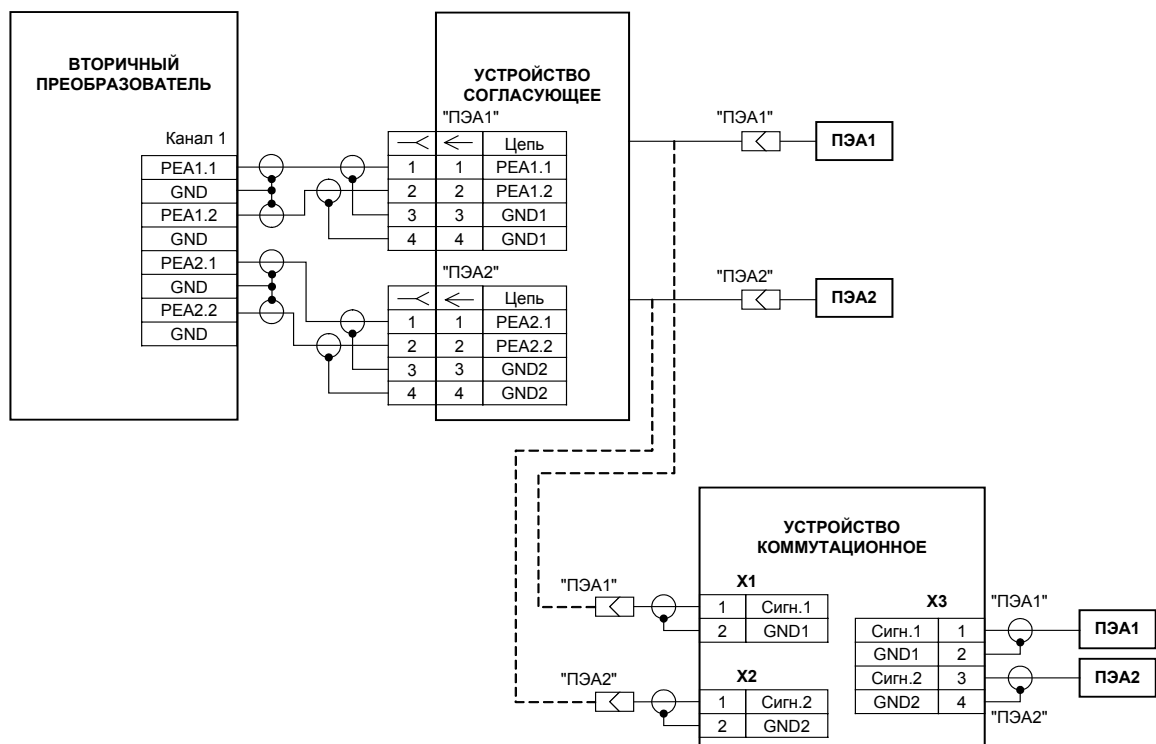 ВТОРИЧНЫЙ
ПРЕОБРАЗОВАТЕЛЬ
Канал 1
PEA1.1
GND
PEA1.2
GND
PEA2.1
GND
PEA2.2
GND
УСТРОЙСТВО
СОГЛАСУЮЩЕЕ
"ПЭА1"
Цепь
1 1 PEA1.1
2 2 PEA1.2
3 3 GND1
4 4 GND1
"ПЭА2"
Цепь
1 1 PEA2.1
2 2 PEA2.2
3 3 GND2
4 4 GND2
"ПЭА1"
ПЭА1
"ПЭА2"
ПЭА2
УСТРОЙСТВО
КОММУТАЦИОННОЕ
"ПЭА1"
X1
1 Сигн.1
2 GND1
"ПЭА2"
X2
1 Сигн.2
2 GND2
X3
Сигн.1 1
GND1 2
Сигн.2 3
GND2 4
"ПЭА1"
ПЭА1
ПЭА2
"ПЭА2"